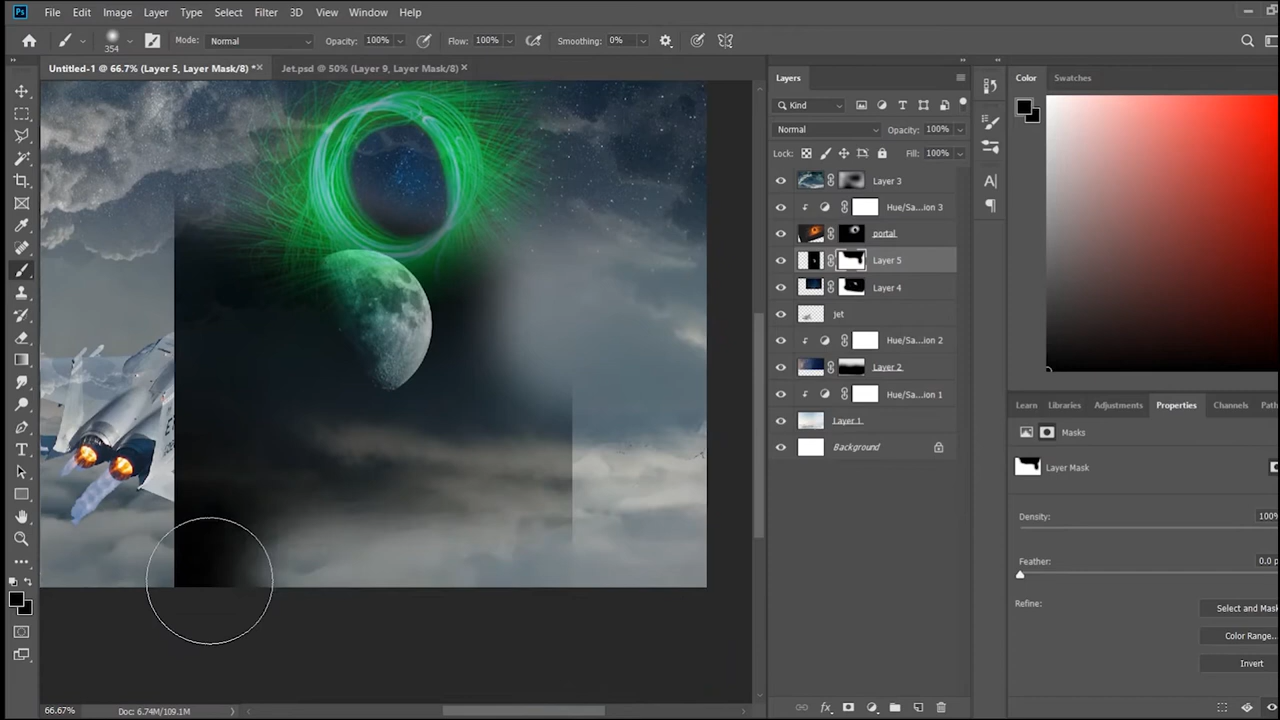 Ps File Edit Image Layer Type Select Filter 3D View Window Help
354 Mode: Normal Opacity: 100% Flow: 100% Smoothing: 0%
Untitled-1 @ 66.7% (Layer 5, Layer Mask/8) * Jet.psd @ 50% (Layer 9, Layer Mask/8)
Layers
Color Swatches
Kind
Normal Opacity: 100%
Lock: Fill: 100%
Layer 3
Hue/Sa...ion 3
portal
Layer 5
Layer 4
jet
Hue/Sa...ion 2
Layer 2
Hue/Sa...ion 1
Layer 1
Background
Learn Libraries Adjustments Properties Channels Path
Masks
Layer Mask
Density: 100%
Feather: 0.0 p
Refine: Select and Mask
Color Range...
Invert
66.67% Doc: 6.74M/109.1M
fx